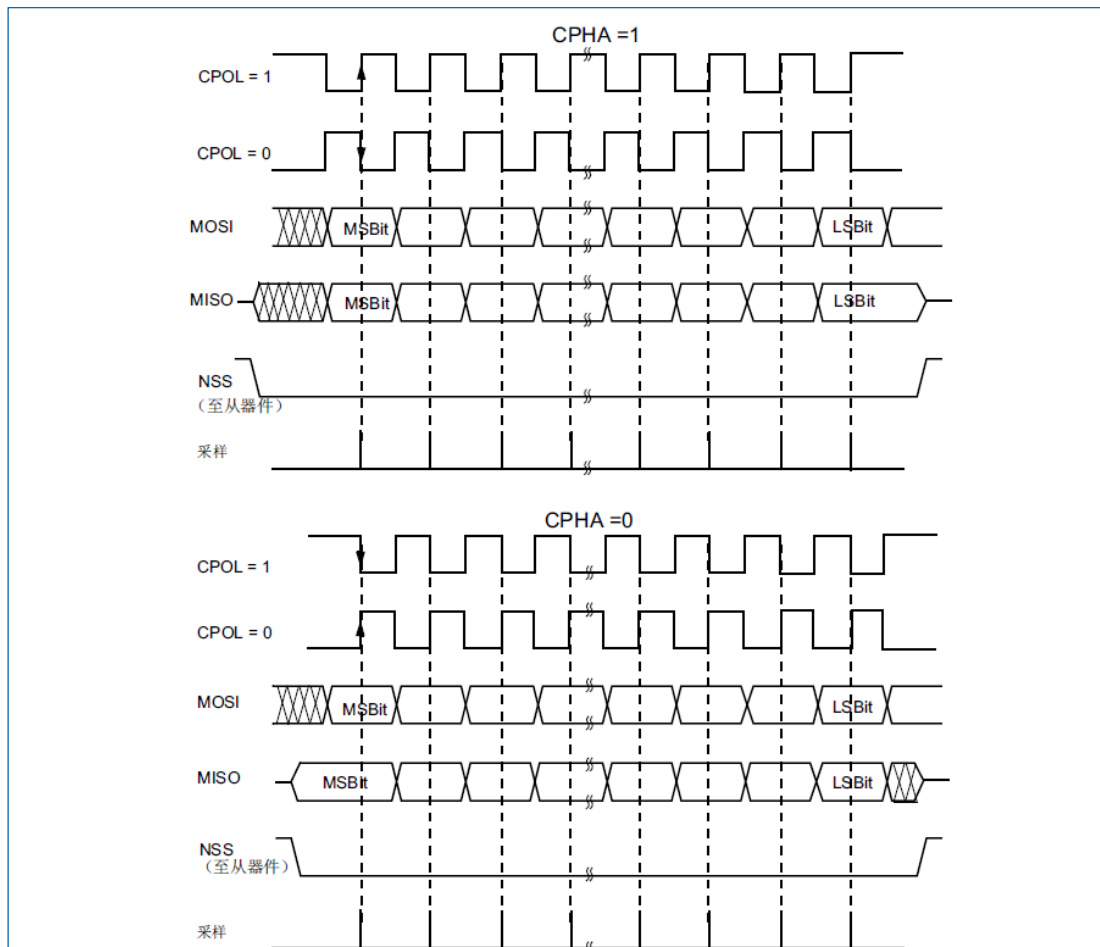 CPHA =1
CPOL = 1
CPOL = 0
MOSI MSBit LSBit
MISO MSBit LSBit
NSS
（至从器件）
采样
CPHA =0
CPOL = 1
CPOL = 0
MOSI MSBit LSBit
MISO MSBit LSBit
NSS
（至从器件）
采样